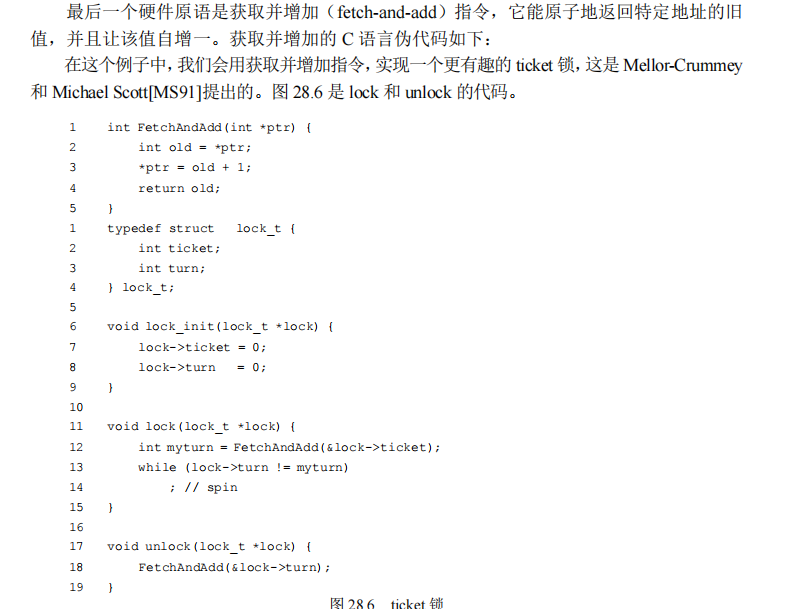 最后一个硬件原语是获取并增加（fetch-and-add）指令，它能原子地返回特定地址的旧
值，并且让该值自增一。获取并增加的 C 语言伪代码如下：
在这个例子中，我们会用获取并增加指令，实现一个更有趣的 ticket 锁，这是 Mellor-Crummey
和 Michael Scott[MS91]提出的。图 28.6 是 lock 和 unlock 的代码。
1    int FetchAndAdd(int *ptr) {
2        int old = *ptr;
3        *ptr = old + 1;
4        return old;
5    }
1    typedef struct   lock_t {
2        int ticket;
3        int turn;
4    } lock_t;
5
6    void lock_init(lock_t *lock) {
7        lock->ticket = 0;
8        lock->turn   = 0;
9    }
10
11   void lock(lock_t *lock) {
12       int myturn = FetchAndAdd(&lock->ticket);
13       while (lock->turn != myturn)
14           ; // spin
15   }
16
17   void unlock(lock_t *lock) {
18       FetchAndAdd(&lock->turn);
19   }
图 28.6    ticket 锁